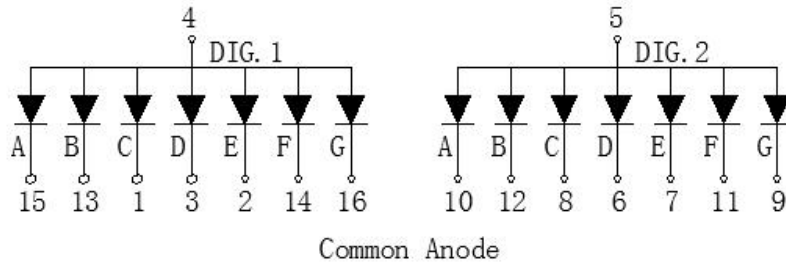 4 5
DIG.1 DIG.2
A B C D E F G A B C D E F G
15 13 1 3 2 14 16 10 12 8 6 7 11 9
Common Anode